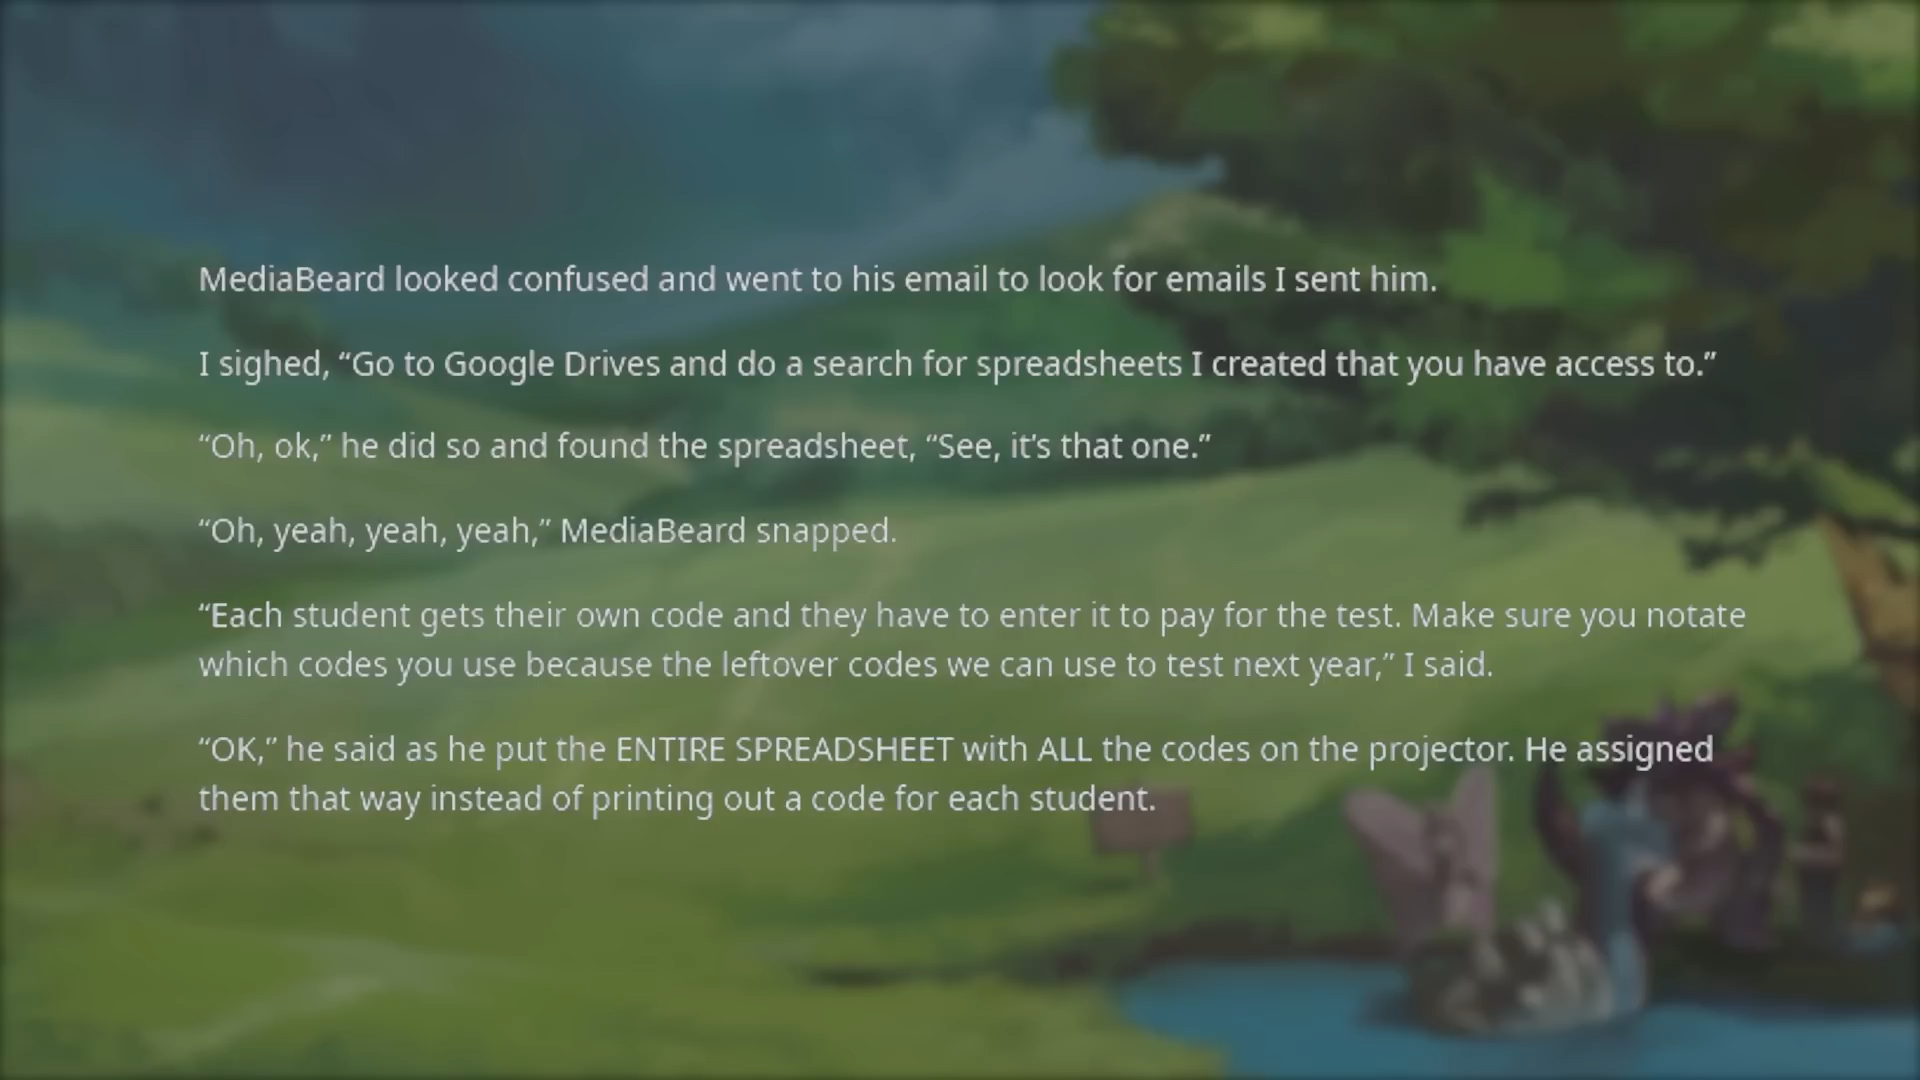 MediaBeard looked confused and went to his email to look for emails I sent him.
I sighed, “Go to Google Drives and do a search for spreadsheets I created that you have access to.”
“Oh, ok,” he did so and found the spreadsheet, “See, it’s that one.”
“Oh, yeah, yeah, yeah,” MediaBeard snapped.
“Each student gets their own code and they have to enter it to pay for the test. Make sure you notate
which codes you use because the leftover codes we can use to test next year,” I said.
“OK,” he said as he put the ENTIRE SPREADSHEET with ALL the codes on the projector. He assigned
them that way instead of printing out a code for each student.